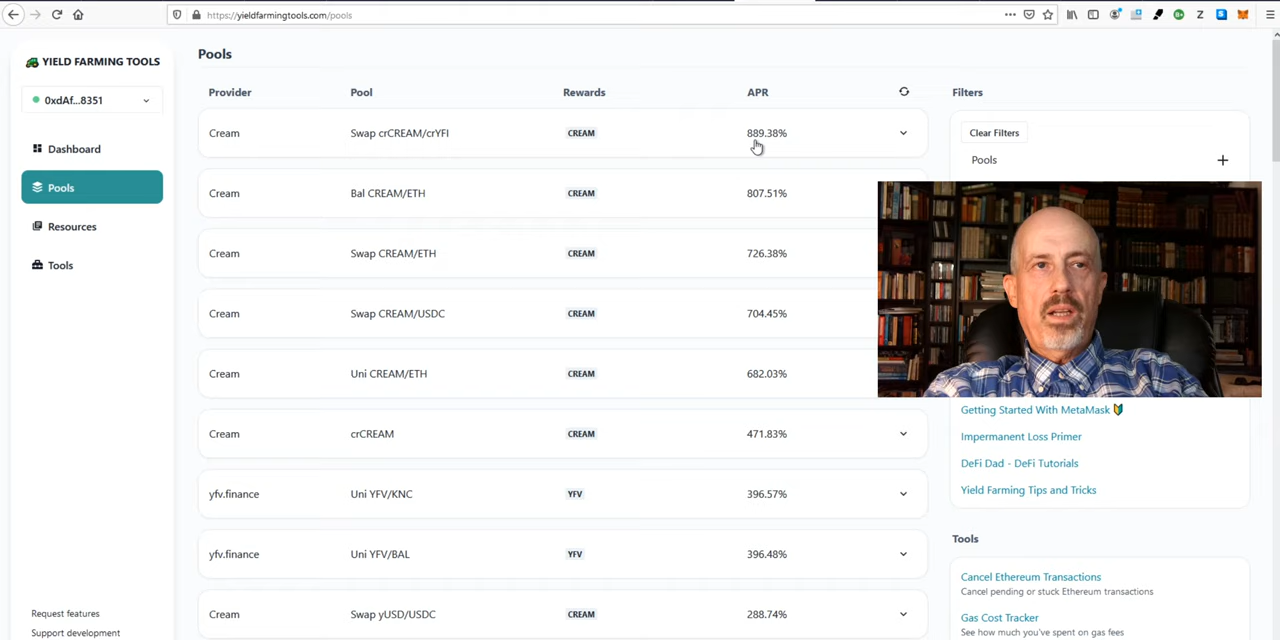 https://yieldfarmingtools.com/pools
YIELD FARMING TOOLS
0xdAf...8351
Dashboard
Pools
Resources
Tools
Request features
Support development
Pools
Provider Pool Rewards APR
Cream Swap crCREAM/crYFI CREAM 889.38%
Cream Bal CREAM/ETH CREAM 807.51%
Cream Swap CREAM/ETH CREAM 726.38%
Cream Swap CREAM/USDC CREAM 704.45%
Cream Uni CREAM/ETH CREAM 682.03%
Cream crCREAM CREAM 471.83%
yfv.finance Uni YFV/KNC YFV 396.57%
yfv.finance Uni YFV/BAL YFV 396.48%
Cream Swap yUSD/USDC CREAM 288.74%
Filters
Clear Filters
Pools
Getting Started With MetaMask
Impermanent Loss Primer
DeFi Dad - DeFi Tutorials
Yield Farming Tips and Tricks
Tools
Cancel Ethereum Transactions
Cancel pending or stuck Ethereum transactions
Gas Cost Tracker
See how much you've spent on gas fees